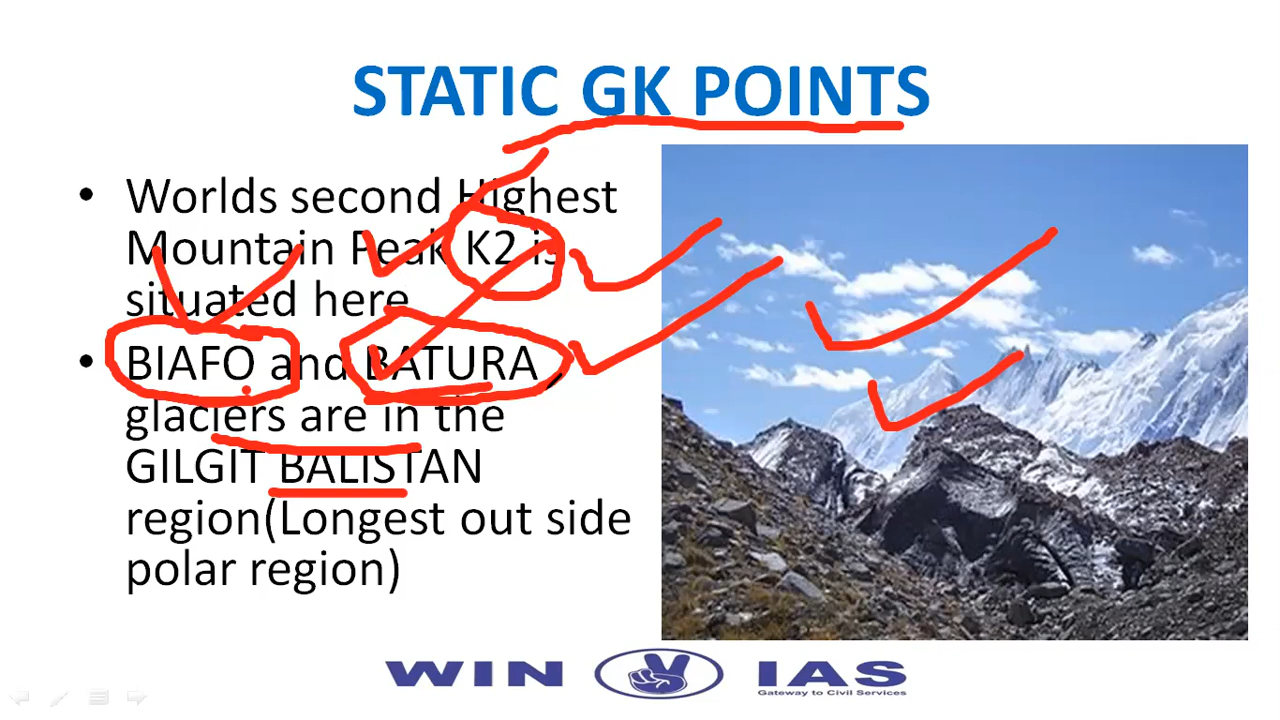 STATIC GK POINTS
• Worlds second Highest
Mountain Peak K2 is
situated here
• BIAFO and BATURA ,
glaciers are in the
GILGIT BALISTAN
region(Longest out side
polar region)
WIN IAS
Gateway to Civil Services